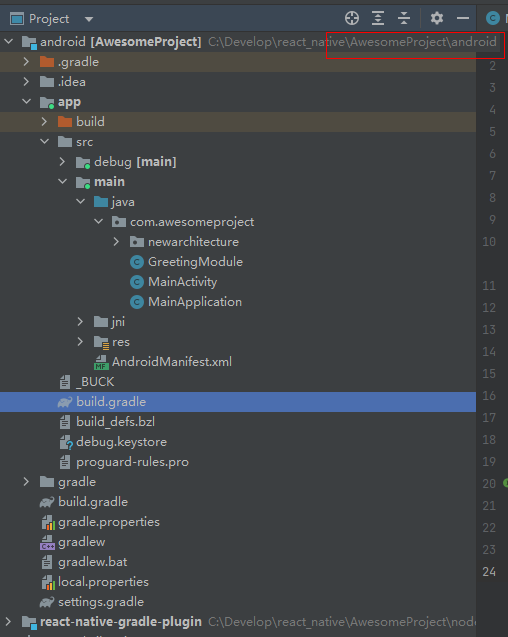 Project
android [AwesomeProject] C:\Develop\react_native\AwesomeProject\android
.gradle
.idea
app
build
src
debug [main]
main
java
com.awesomeproject
newarchitecture
GreetingModule
MainActivity
MainApplication
jni
res
AndroidManifest.xml
_BUCK
build.gradle
build_defs.bzl
debug.keystore
proguard-rules.pro
gradle
build.gradle
gradle.properties
gradlew
gradlew.bat
local.properties
settings.gradle
react-native-gradle-plugin C:\Develop\react_native\AwesomeProject\node
2
3
4
5
6
7
8
9
10
11
12
13
14
15
16
17
18
19
20
21
22
23
24